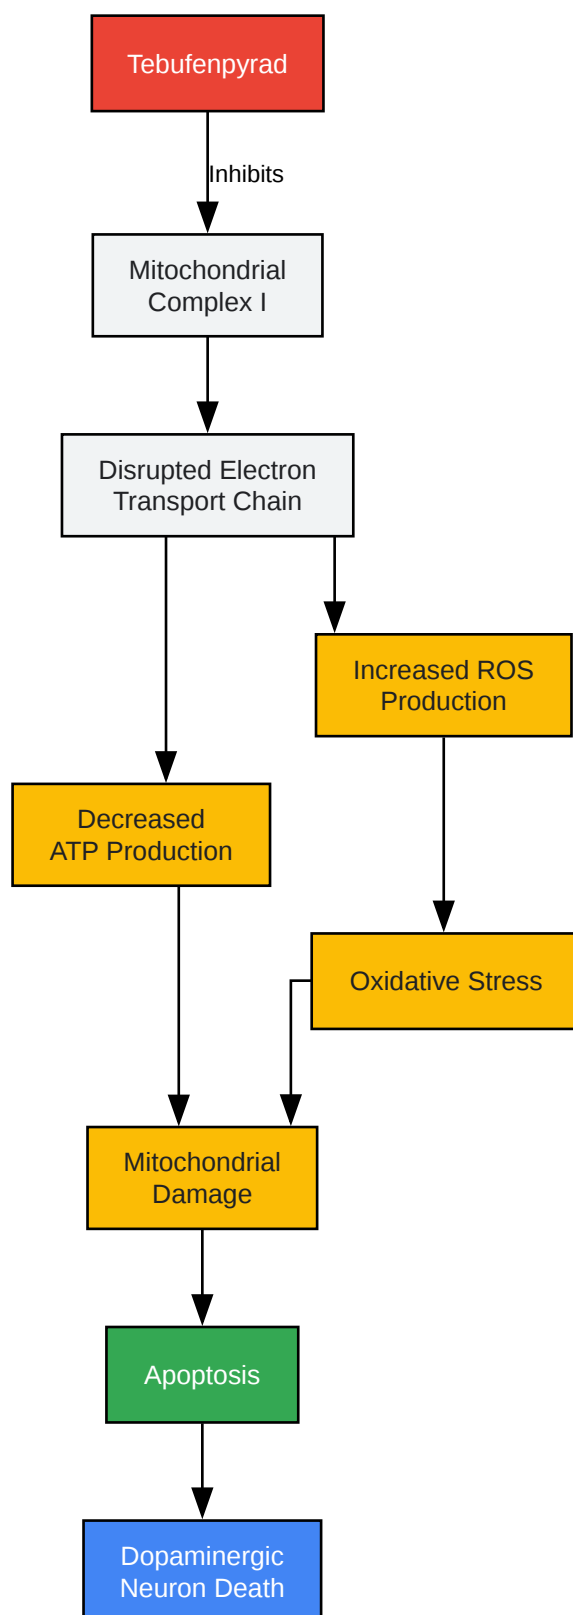 Tebufenpyrad
Inhibits
Mitochondrial
Complex I
Disrupted Electron
Transport Chain
Increased ROS
Production
Decreased
ATP Production
Oxidative Stress
Mitochondrial
Damage
Apoptosis
Dopaminergic
Neuron Death